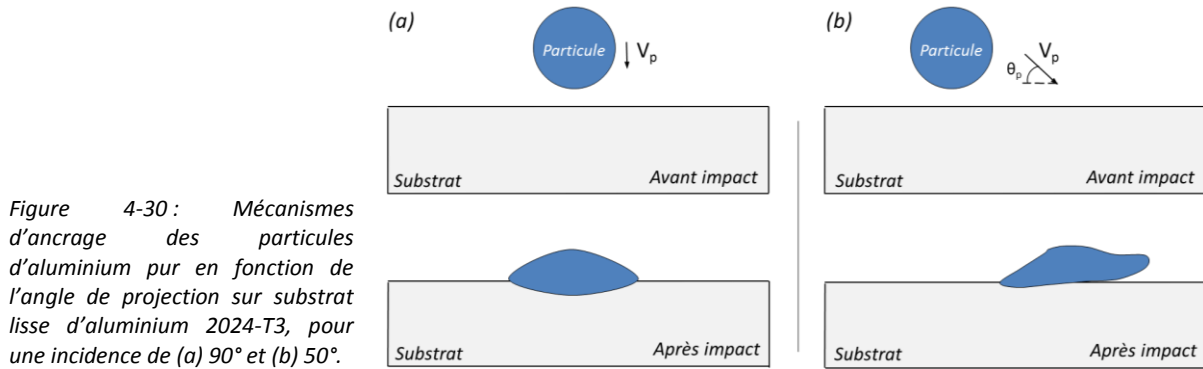 (a)
Particule
Vp
Substrat
Avant impact
Substrat
Après impact
(b)
Particule
θp
Vp
Substrat
Avant impact
Substrat
Après impact
Figure 4-30 : Mécanismes
d’ancrage des particules
d’aluminium pur en fonction de
l’angle de projection sur substrat
lisse d’aluminium 2024-T3, pour
une incidence de (a) 90° et (b) 50°.